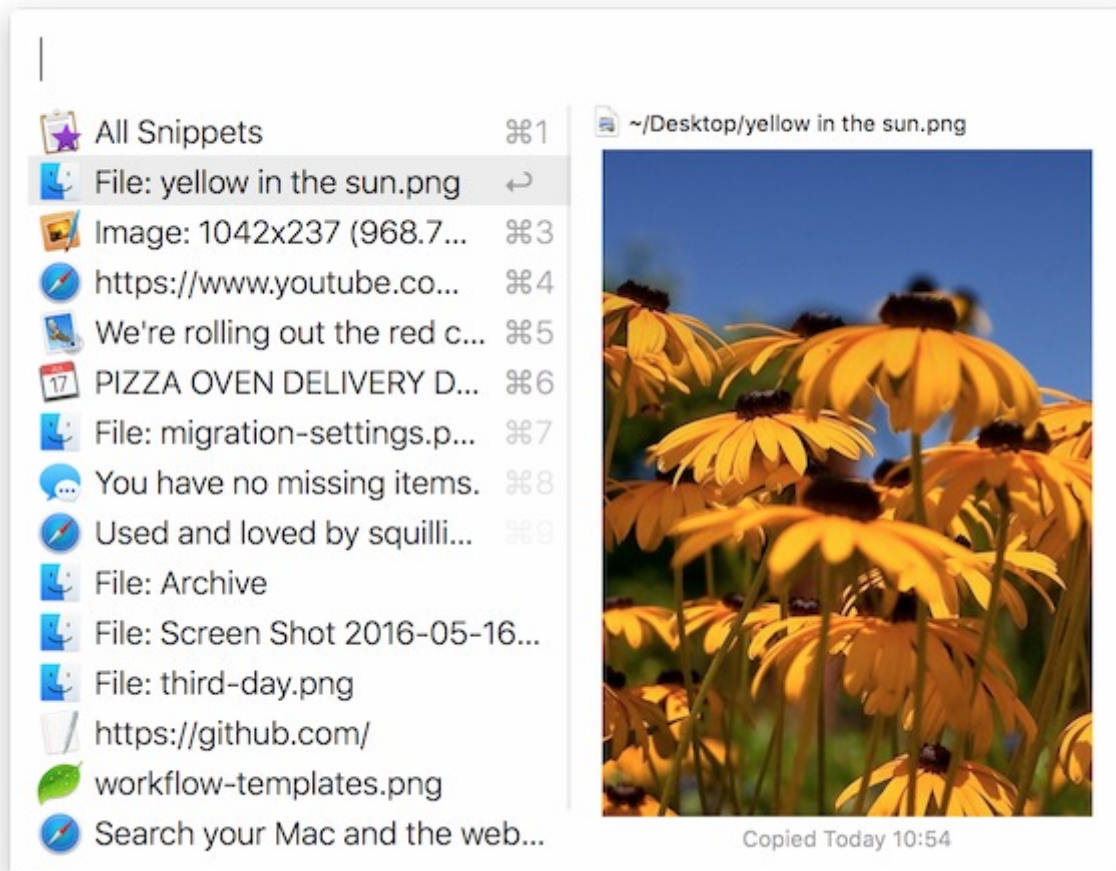 All Snippets ⌘1
File: yellow in the sun.png ↩
Image: 1042x237 (968.7... ⌘3
https://www.youtube.co... ⌘4
We're rolling out the red c... ⌘5
PIZZA OVEN DELIVERY D... ⌘6
File: migration-settings.p... ⌘7
You have no missing items. ⌘8
Used and loved by squilli... ⌘9
File: Archive
File: Screen Shot 2016-05-16...
File: third-day.png
https://github.com/
workflow-templates.png
Search your Mac and the web...
~/Desktop/yellow in the sun.png
Copied Today 10:54